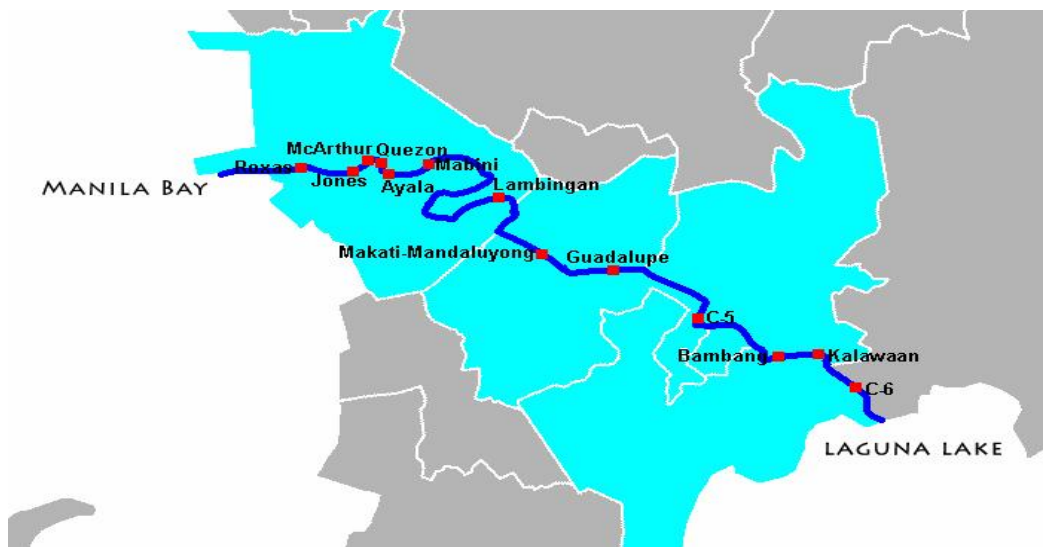 McArthur
Quezon
Roxas
Mabini
MANILA BAY
Jones
Ayala
Lambingan
Makati-Mandaluyong
Guadalupe
C-5
Bambang
Kalawaan
C-6
LAGUNA LAKE